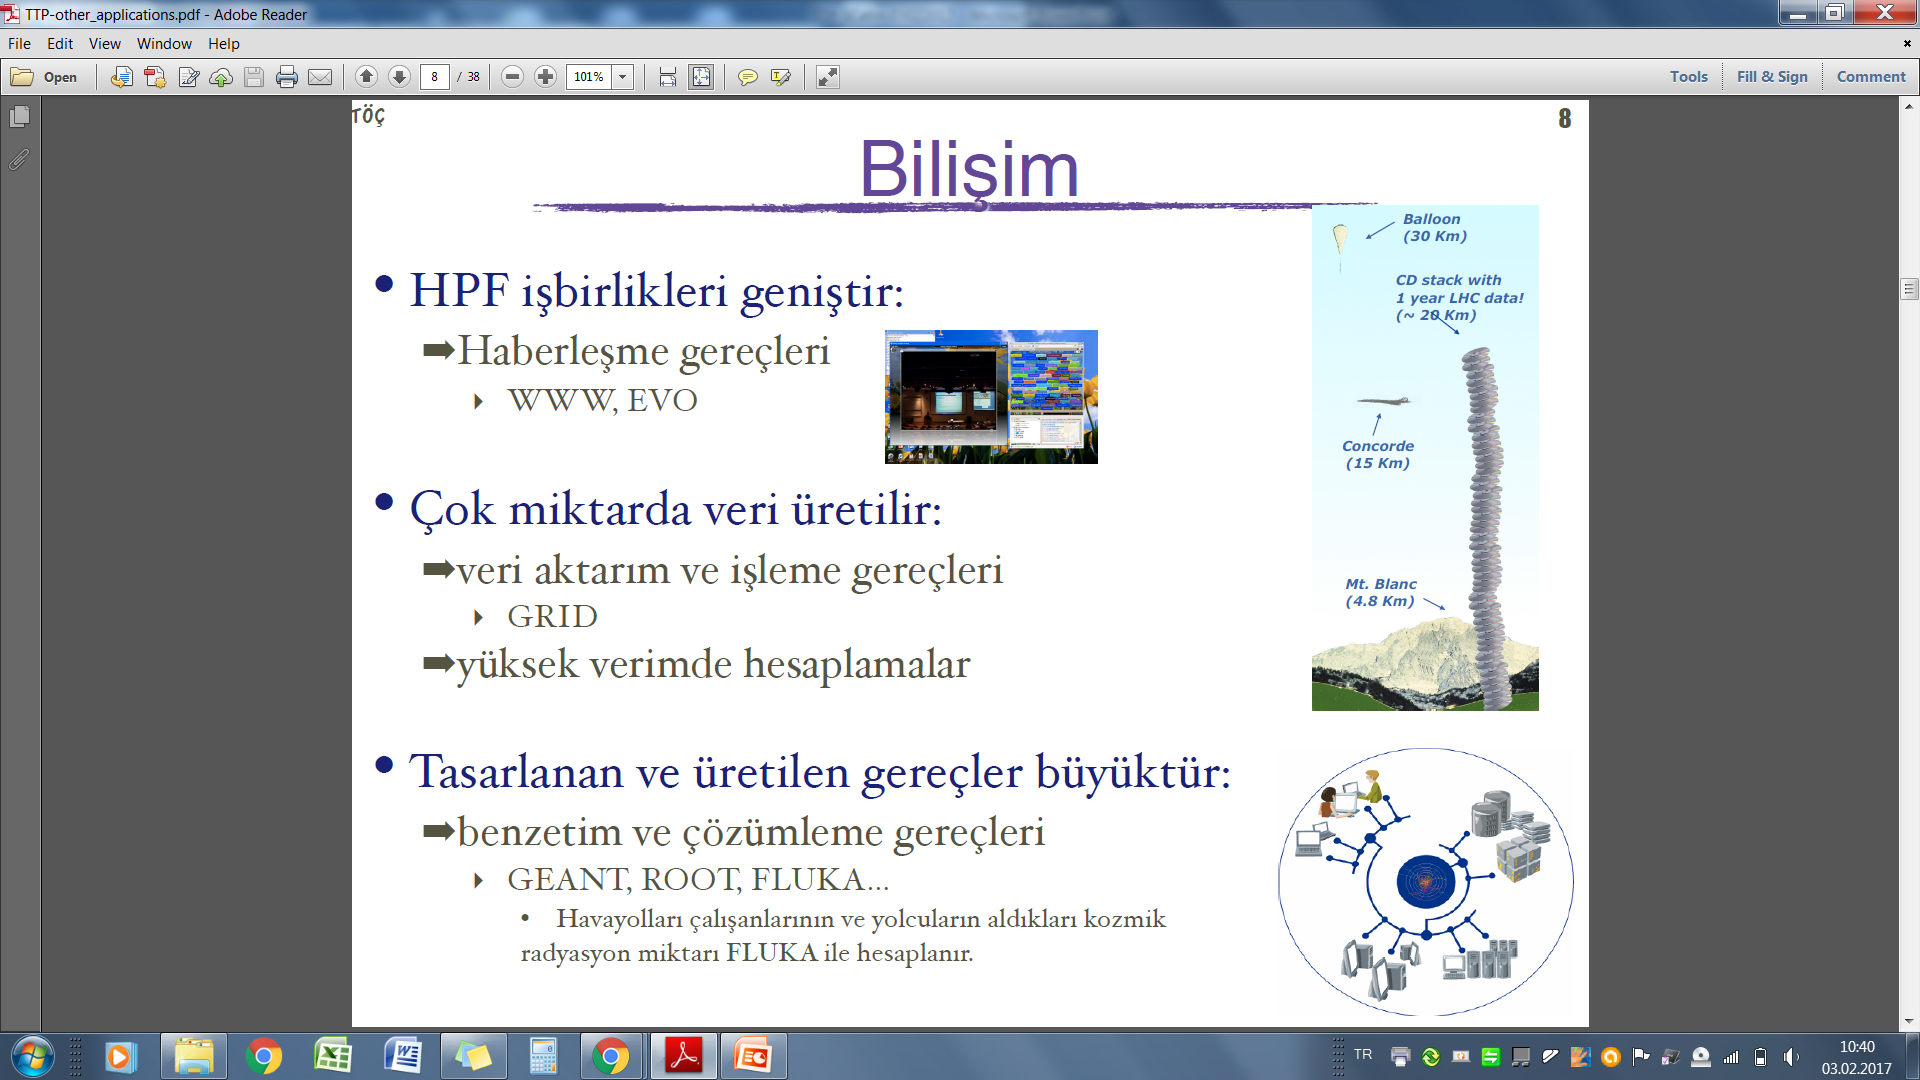 TTP-other_applications.pdf - Adobe Reader
File Edit View Window Help
Open 8 / 38 101% Tools Fill & Sign Comment
TÖÇ
8
Bilişim
• HPF işbirlikleri geniştir:
➡Haberleşme gereçleri
‣ WWW, EVO
• Çok miktarda veri üretilir:
➡veri aktarım ve işleme gereçleri
‣ GRID
➡yüksek verimde hesaplamalar
• Tasarlanan ve üretilen gereçler büyüktür:
➡benzetim ve çözümleme gereçleri
‣ GEANT, ROOT, FLUKA...
• Havayolları çalışanlarının ve yolcuların aldıkları kozmik
radyasyon miktarı FLUKA ile hesaplanır.
Balloon
(30 Km)
CD stack with
1 year LHC data!
(~ 20 Km)
Concorde
(15 Km)
Mt. Blanc
(4.8 Km)
TR
10:40
03.02.2017